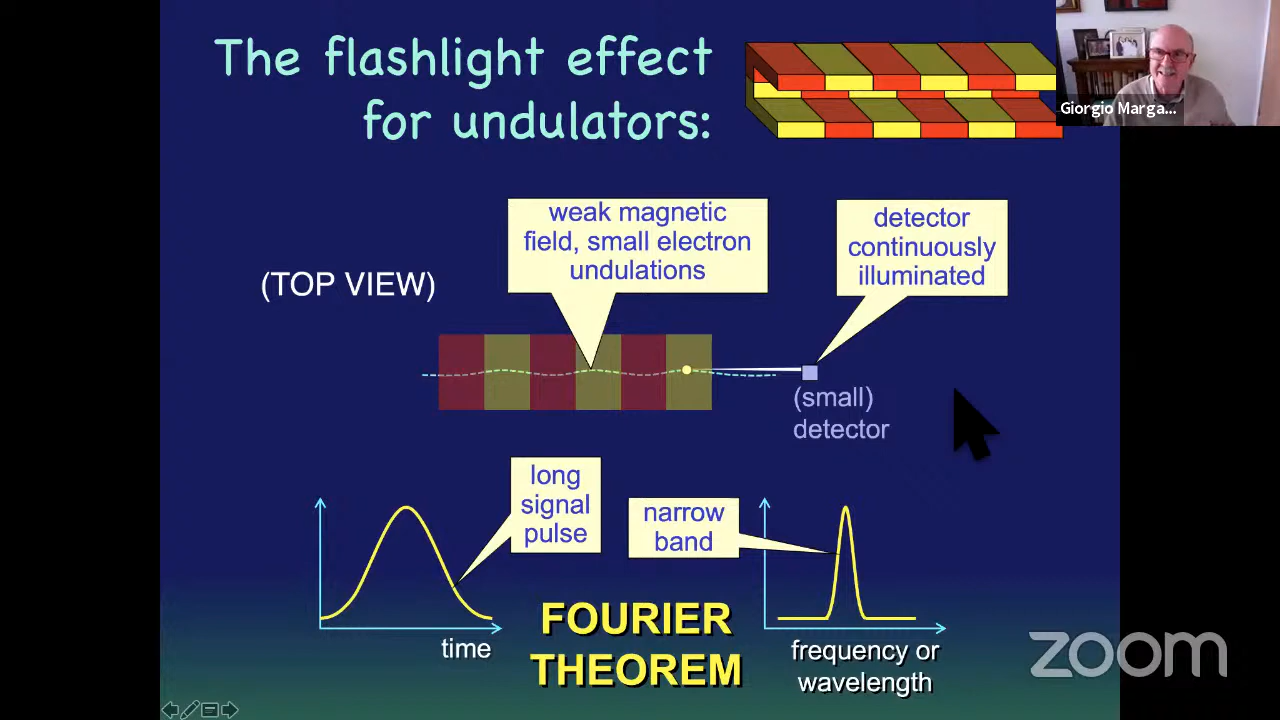 The flashlight effect
for undulators:
Giorgio Marga...
weak magnetic
field, small electron
undulations
detector
continuously
illuminated
(TOP VIEW)
(small)
detector
long
signal
pulse
narrow
band
FOURIER
THEOREM
time
frequency or
wavelength
zoom